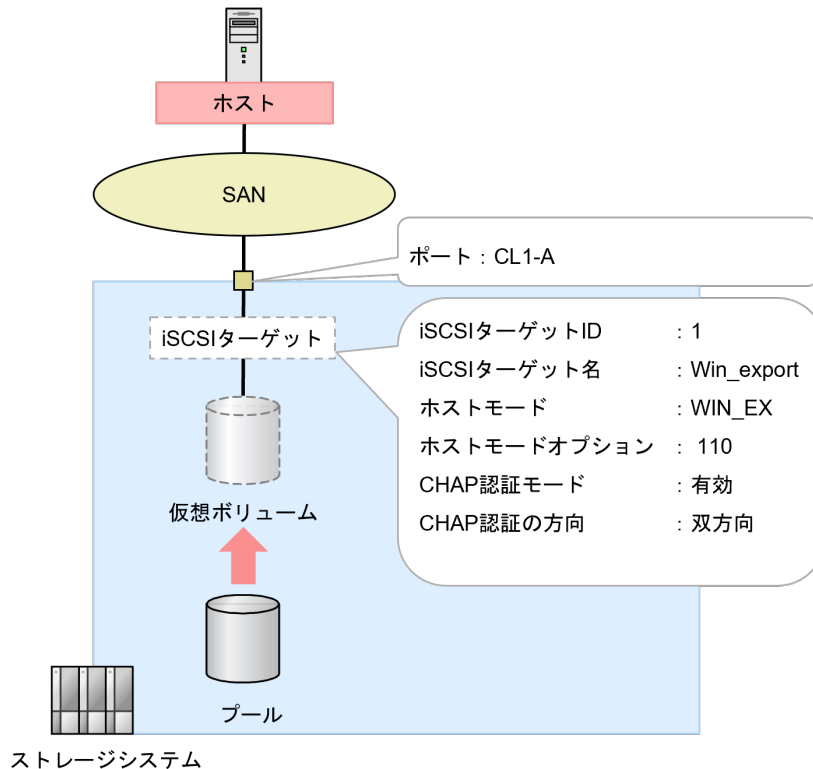 ホスト
SAN
ポート : CL1-A
iSCSIターゲット
iSCSIターゲットID : 1
iSCSIターゲット名 : Win_export
ホストモード : WIN_EX
ホストモードオプション : 110
CHAP認証モード : 有効
CHAP認証の方向 : 双方向
仮想ボリューム
プール
ストレージシステム